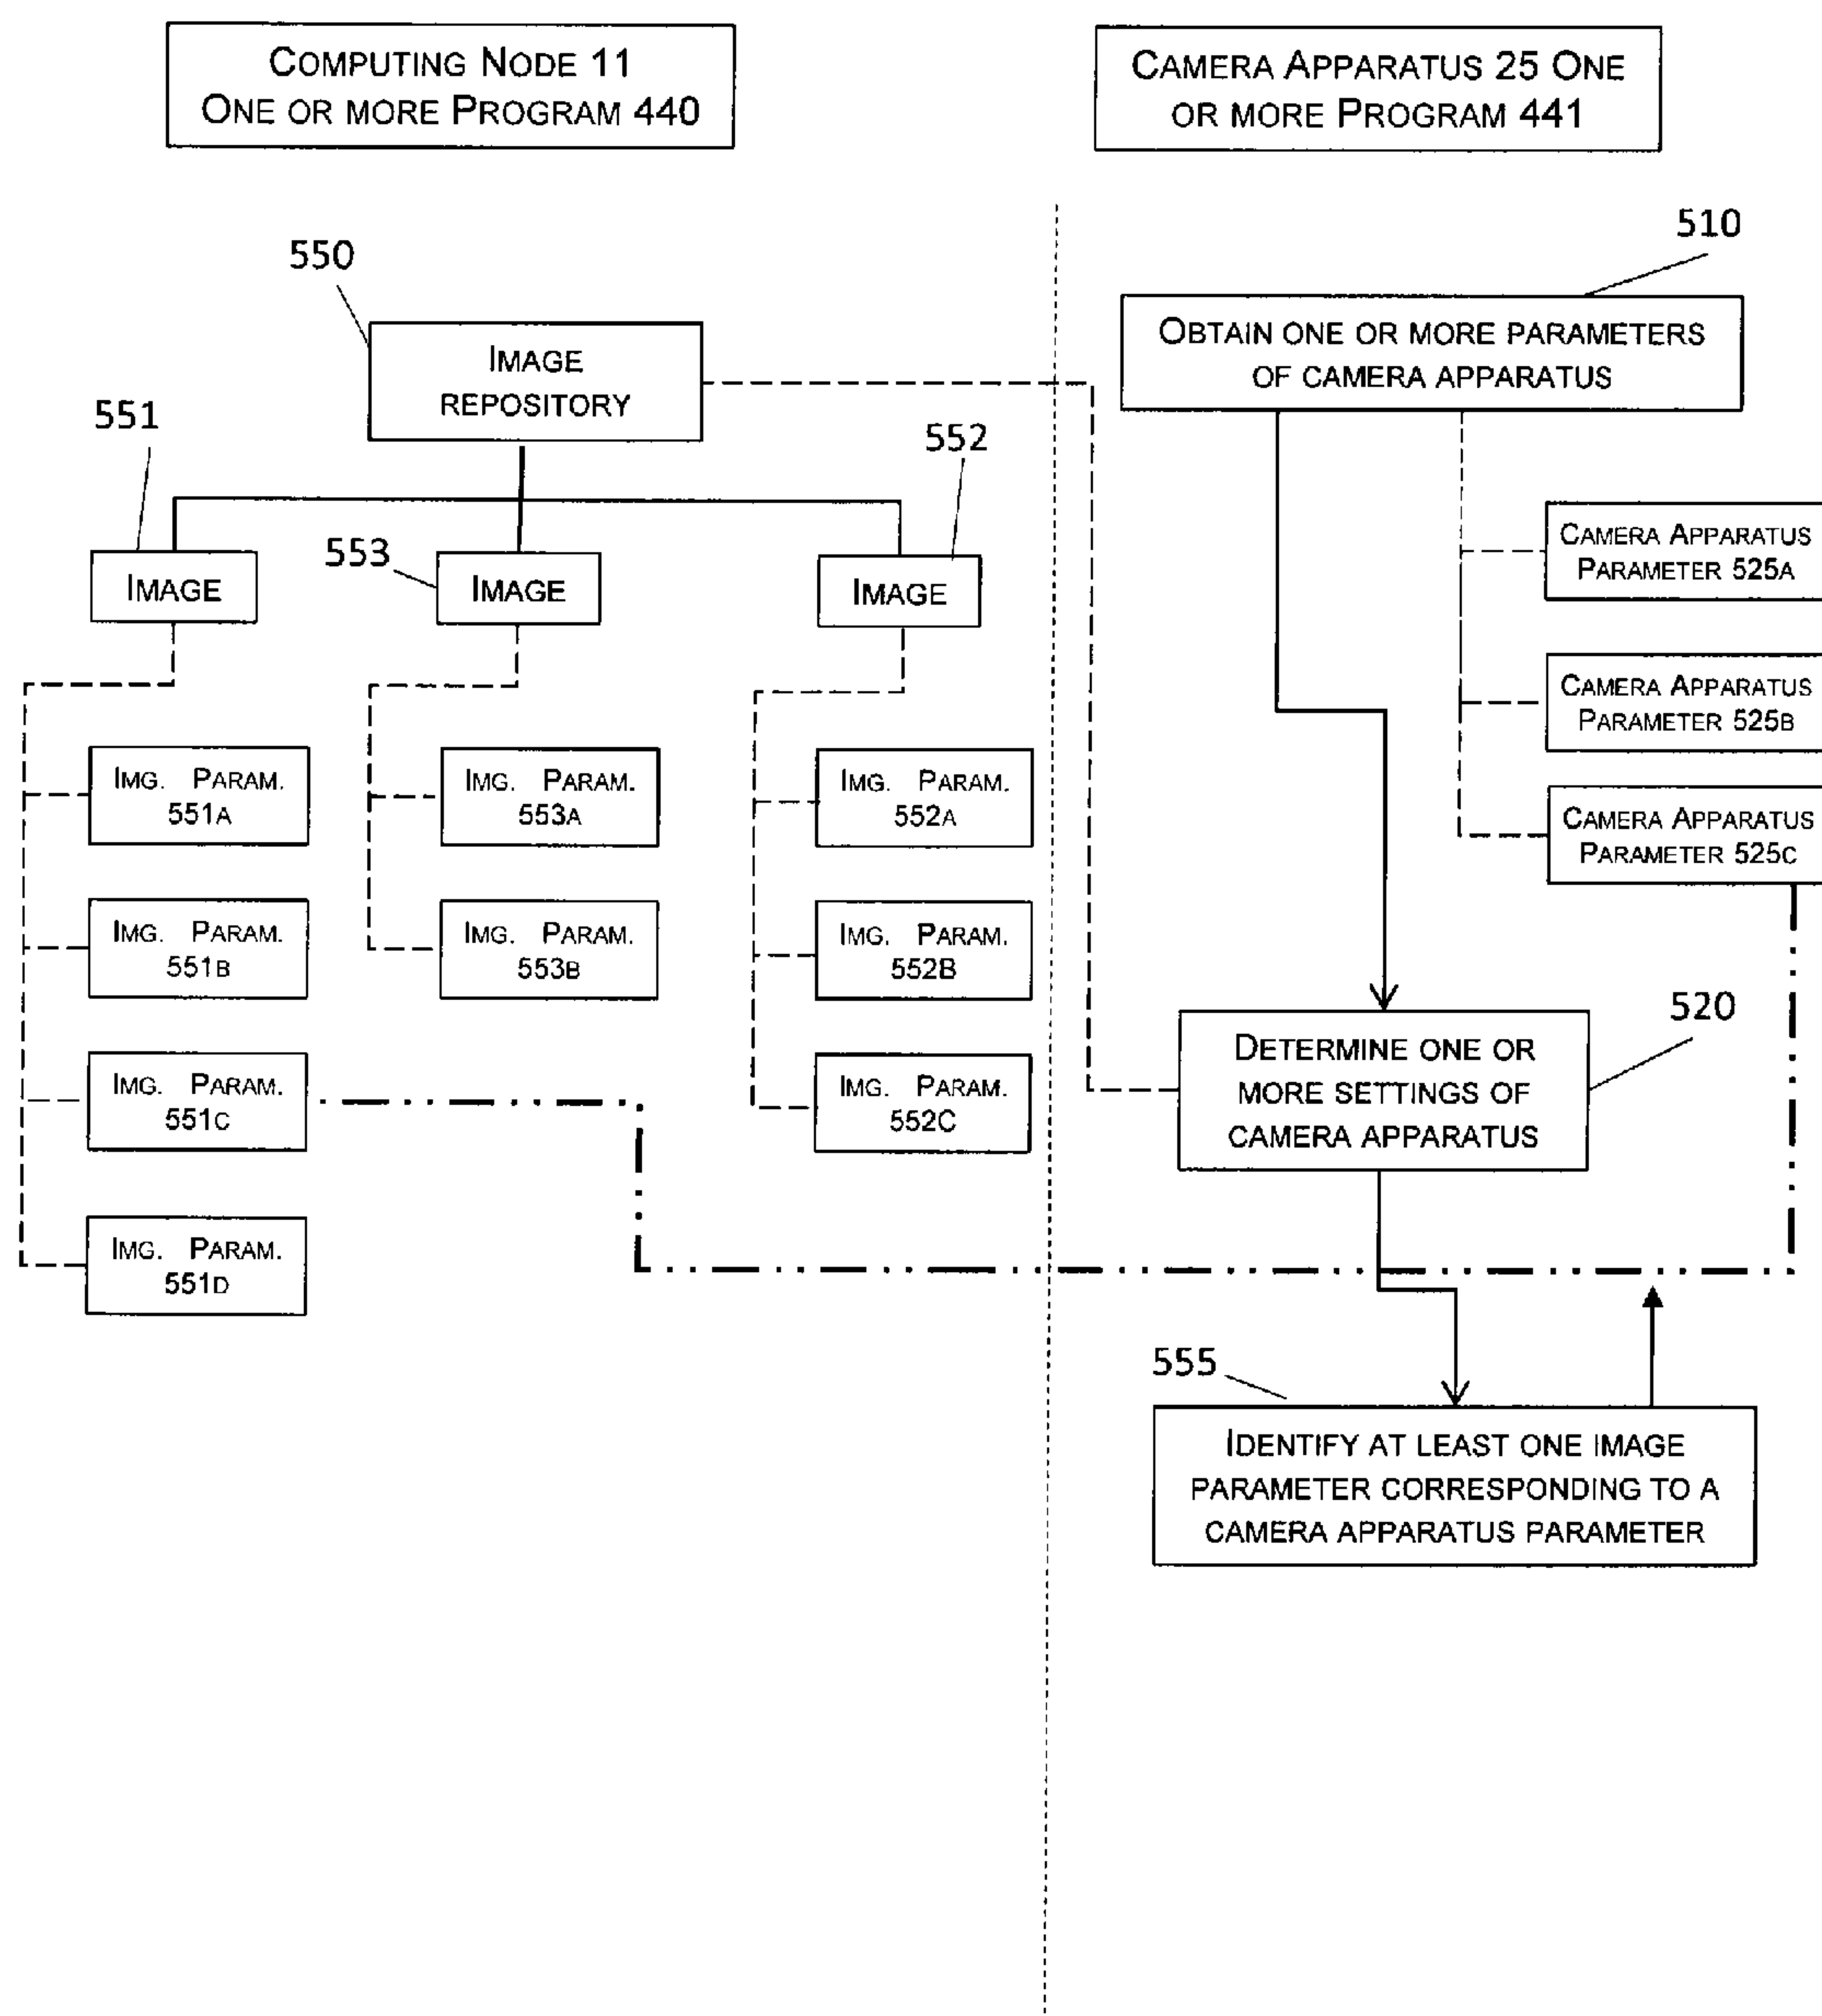 COMPUTING NODE 11
ONE OR MORE PROGRAM 440
CAMERA APPARATUS 25 ONE
OR MORE PROGRAM 441
550
IMAGE
REPOSITORY
551
IMAGE
553
IMAGE
552
IMAGE
IMG. PARAM.
551A
IMG. PARAM.
551B
IMG. PARAM.
551C
IMG. PARAM.
551D
IMG. PARAM.
553A
IMG. PARAM.
553B
IMG. PARAM.
552A
IMG. PARAM.
552B
IMG. PARAM.
552C
510
OBTAIN ONE OR MORE PARAMETERS
OF CAMERA APPARATUS
CAMERA APPARATUS
PARAMETER 525A
CAMERA APPARATUS
PARAMETER 525B
CAMERA APPARATUS
PARAMETER 525C
520
DETERMINE ONE OR
MORE SETTINGS OF
CAMERA APPARATUS
555
IDENTIFY AT LEAST ONE IMAGE
PARAMETER CORRESPONDING TO A
CAMERA APPARATUS PARAMETER